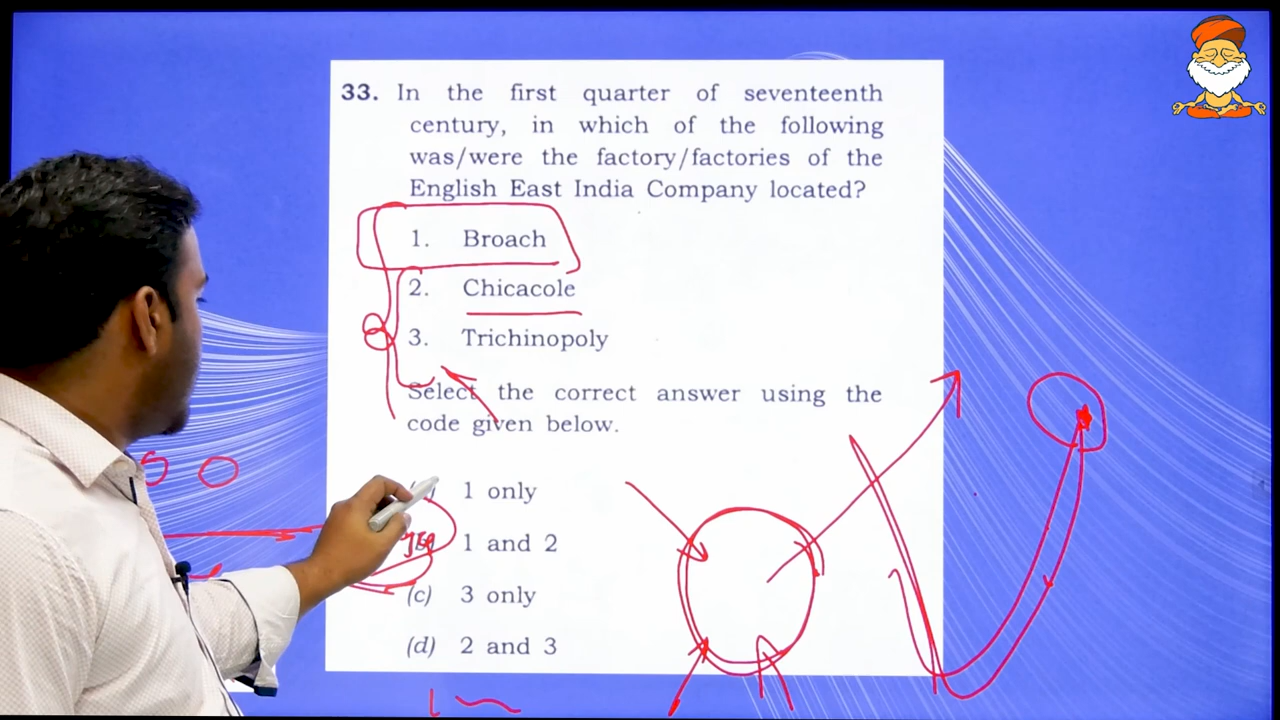 33. In the first quarter of seventeenth
century, in which of the following
was/were the factory/factories of the
English East India Company located?
1. Broach
2. Chicacole
3. Trichinopoly
Select the correct answer using the
code given below.
1 only
1 and 2
(c) 3 only
(d) 2 and 3